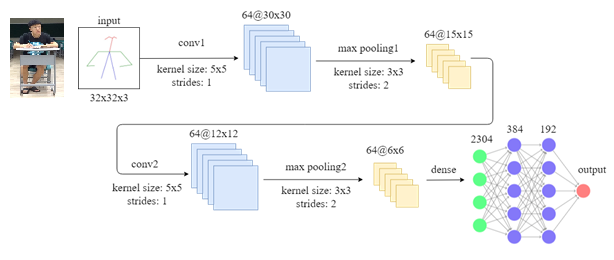 input
32x32x3
conv1
kernel size: 5x5
strides: 1
64@30x30
max pooling1
kernel size: 3x3
strides: 2
64@15x15
conv2
kernel size: 5x5
strides: 1
64@12x12
max pooling2
kernel size: 3x3
strides: 2
64@6x6
dense
2304
384
192
output